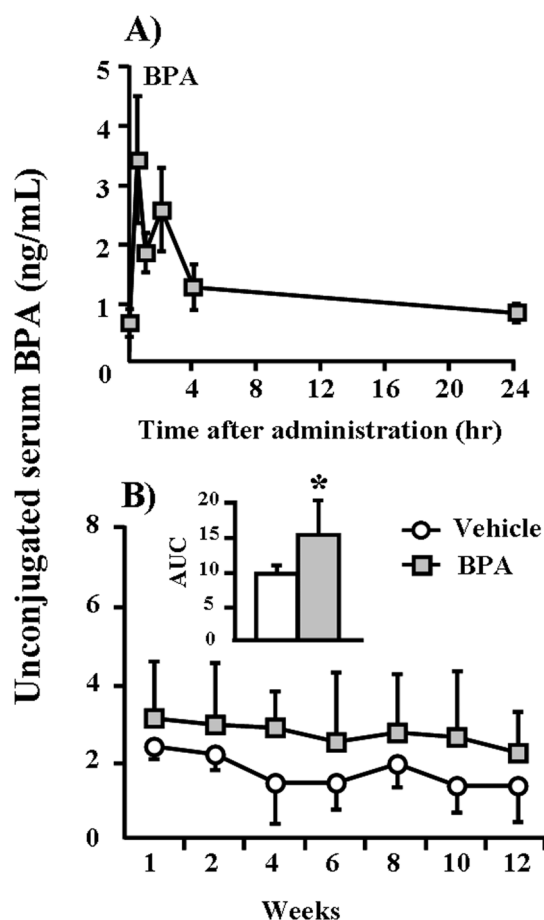 A)
BPA
5
4
3
2
1
0
4 8 12 16 20 24
Time after administration (hr)
Unconjugated serum BPA (ng/mL)
B)
8
6
4
2
0
20
15
10
5
0
AUC
*
Vehicle
BPA
1 2 4 6 8 10 12
Weeks